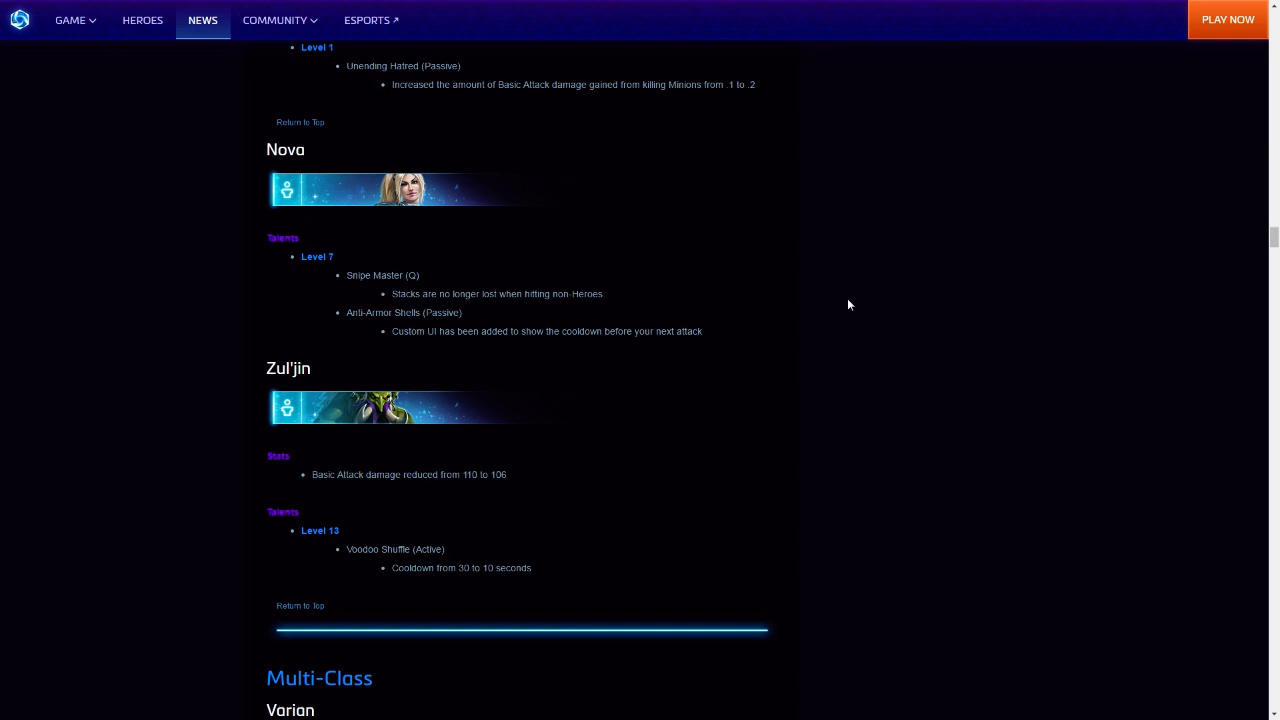 GAME
HEROES
NEWS
COMMUNITY
ESPORTS
PLAY NOW
Level 1
Unending Hatred (Passive)
Increased the amount of Basic Attack damage gained from killing Minions from .1 to .2
Return to Top
Nova
Talents
Level 7
Snipe Master (Q)
Stacks are no longer lost when hitting non-Heroes
Anti-Armor Shells (Passive)
Custom UI has been added to show the cooldown before your next attack
Zul'jin
Stats
Basic Attack damage reduced from 110 to 106
Talents
Level 13
Voodoo Shuffle (Active)
Cooldown from 30 to 10 seconds
Return to Top
Multi-Class
Varian